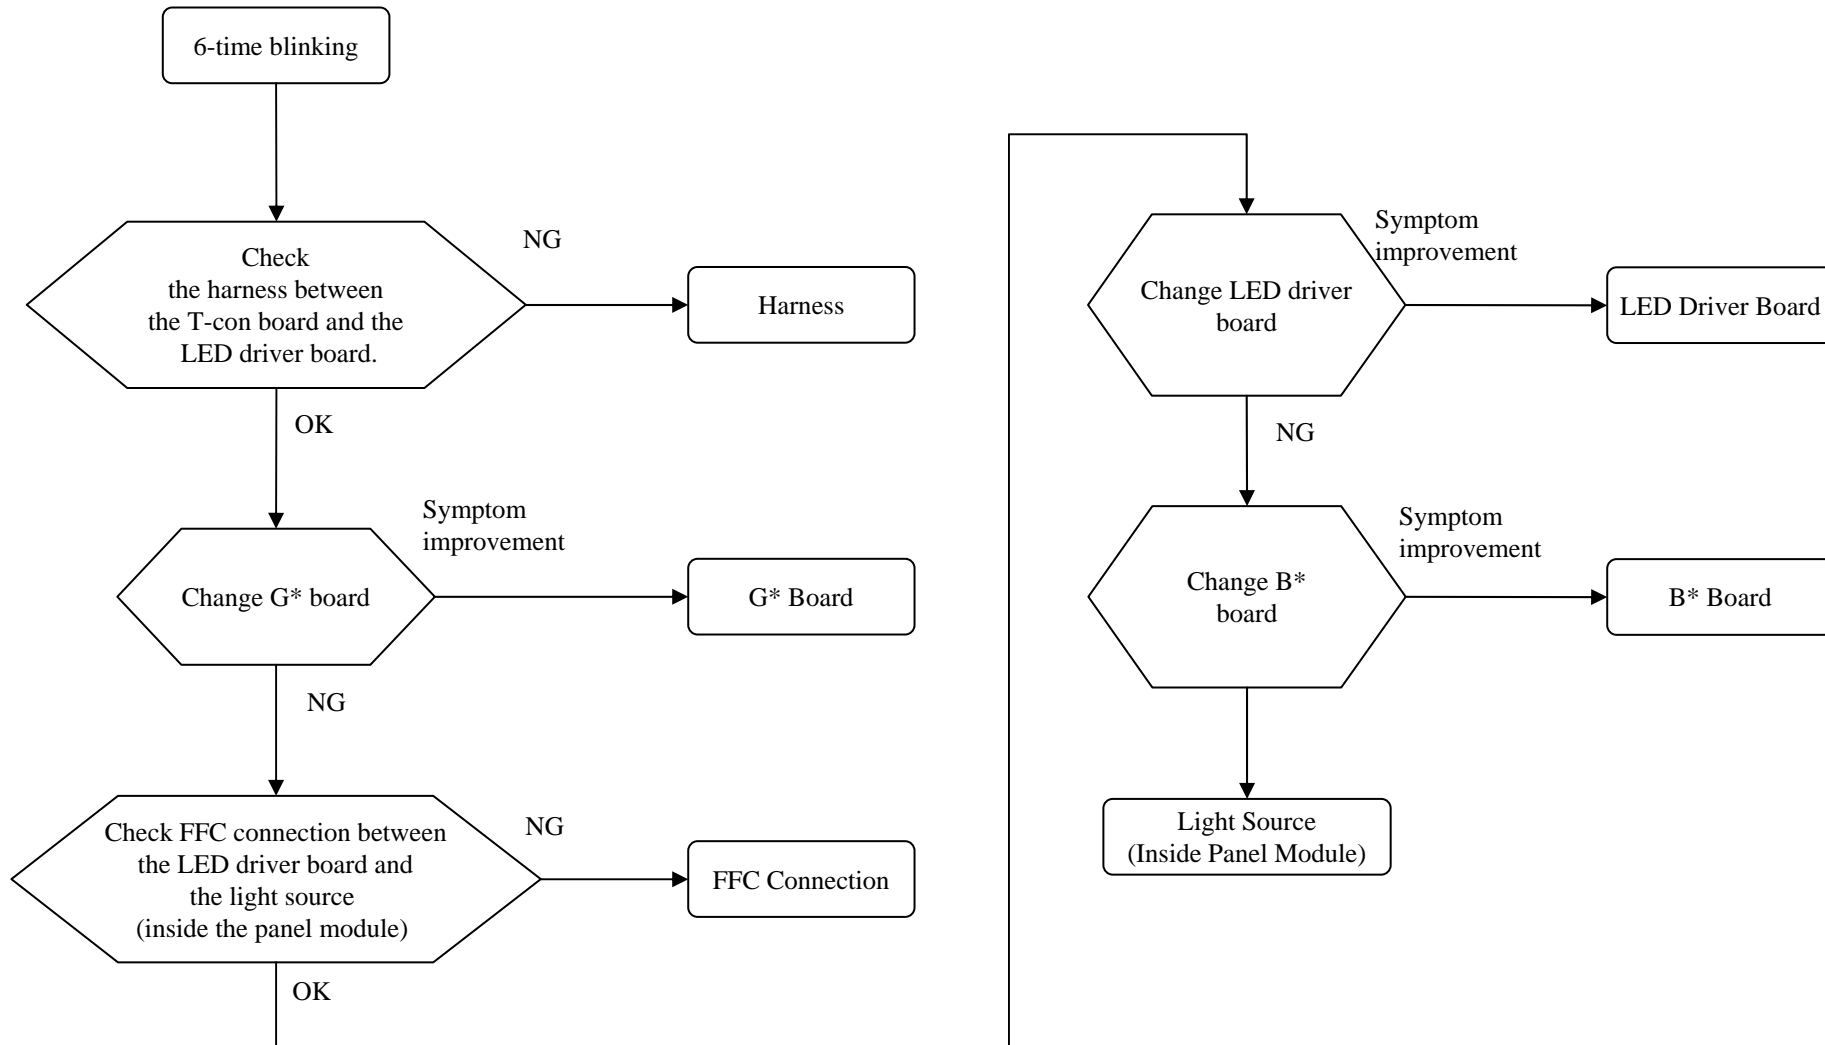 6-time blinking
Check
the harness between
the T-con board and the
LED driver board.
NG
Harness
OK
Change G* board
Symptom
improvement
G* Board
NG
Check FFC connection between
the LED driver board and
the light source
(inside the panel module)
NG
FFC Connection
OK
Change LED driver
board
Symptom
improvement
LED Driver Board
NG
Change B*
board
Symptom
improvement
B* Board
Light Source
(Inside Panel Module)